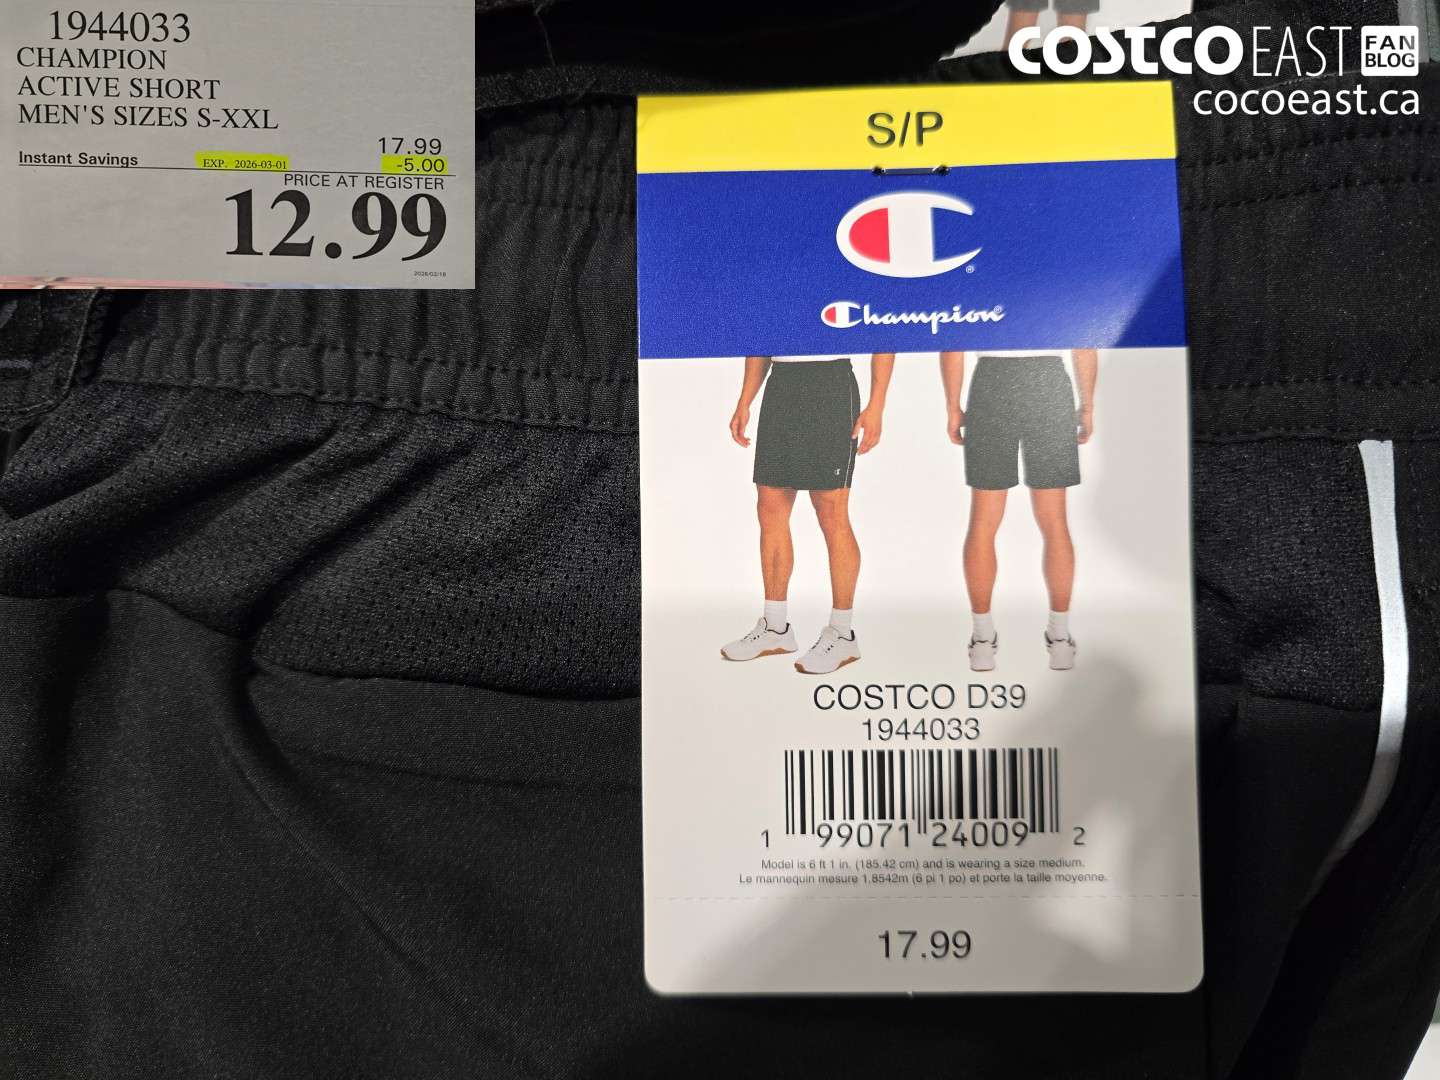 1944033
CHAMPION
ACTIVE SHORT
MEN'S SIZES S-XXL
17.99
Instant Savings EXP. 2026-03-01 -5.00
PRICE AT REGISTER
12.99
COSTCO EAST FAN BLOG
cocoeast.ca
S/P
Champion
COSTCO D39
1944033
1 99071 24009 2
Model is 6 ft 1 in. (185.42 cm) and is wearing a size medium.
Le mannequin mesure 1.8542m (6 pi 1 po) et porte la taille moyenne.
17.99